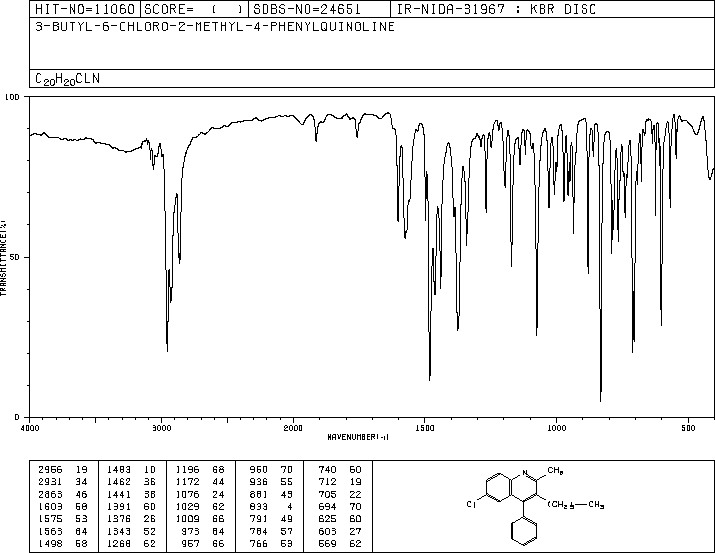 HIT-NO=11060 SCORE= ( ) SDBS-NO=24651 IR-NIDA-31967 : KBR DISC
3-BUTYL-6-CHLORO-2-METHYL-4-PHENYLQUINOLINE
C20H20CLN
100
50
0
TRANSMITTANCE(%)
4000 3000 2000 1500 1000 500
WAVENUMBER(-1)
2956 19 1483 10 1196 68 960 70 740 60
2931 34 1462 36 1172 44 936 55 712 19
2863 46 1441 38 1076 24 881 43 705 22
1603 58 1391 60 1029 62 833 4 694 70
1575 53 1376 26 1009 66 791 49 625 60
1563 64 1343 52 973 64 784 57 603 27
1498 58 1268 62 957 66 766 53 569 62
N
CH3
Cl
(CH2)3 CH3